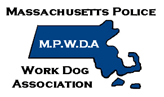 MASSACHUSETTS POLICE
M.P.W.D.A
WORK DOG
ASSOCIATION